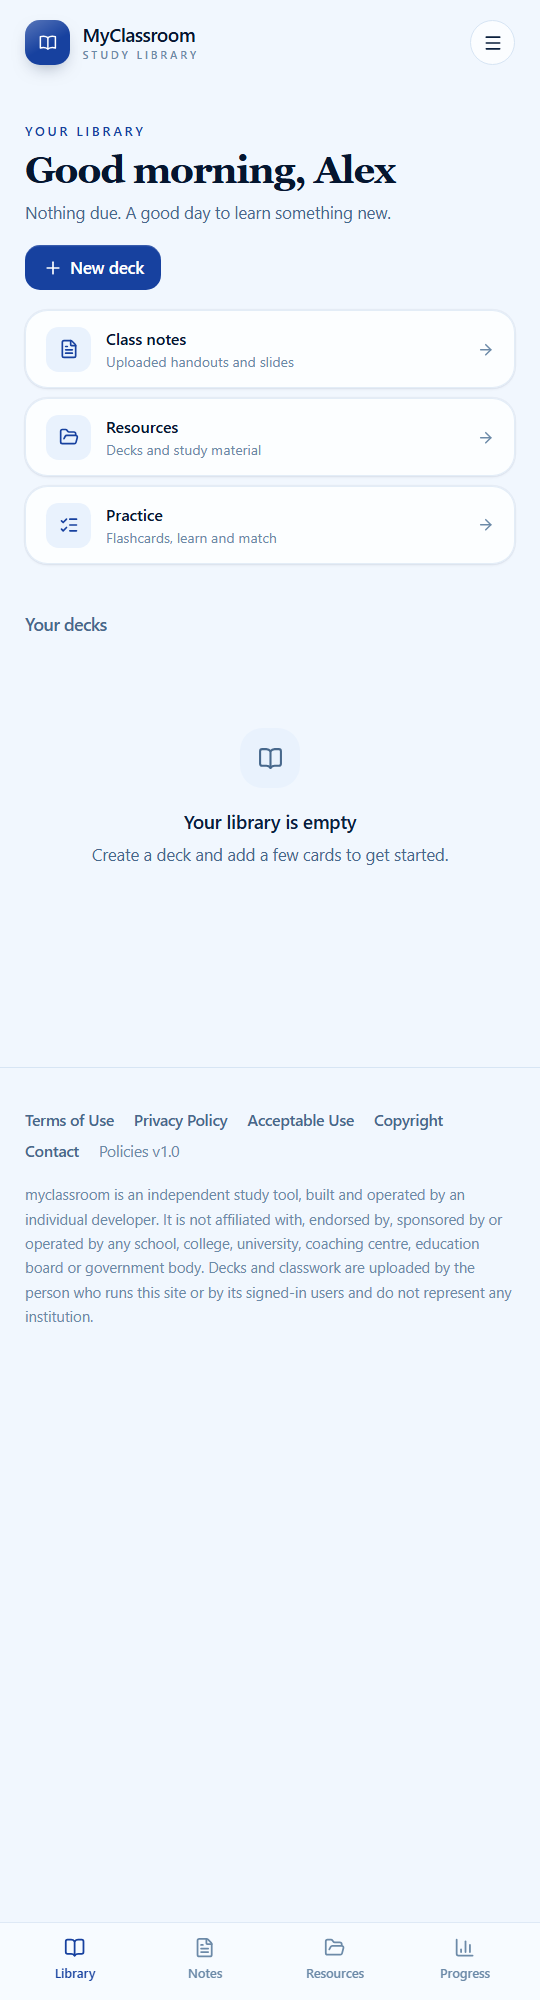 MyClassroom
STUDY LIBRARY
YOUR LIBRARY
Good morning, Alex
Nothing due. A good day to learn something new.
New deck
Class notes
Uploaded handouts and slides
Resources
Decks and study material
Practice
Flashcards, learn and match
Your decks
Your library is empty
Create a deck and add a few cards to get started.
Terms of Use Privacy Policy Acceptable Use Copyright
Contact Policies v1.0
myclassroom is an independent study tool, built and operated by an
individual developer. It is not affiliated with, endorsed by, sponsored by or
operated by any school, college, university, coaching centre, education
board or government body. Decks and classwork are uploaded by the
person who runs this site or by its signed-in users and do not represent any
institution.
Library Notes Resources Progress